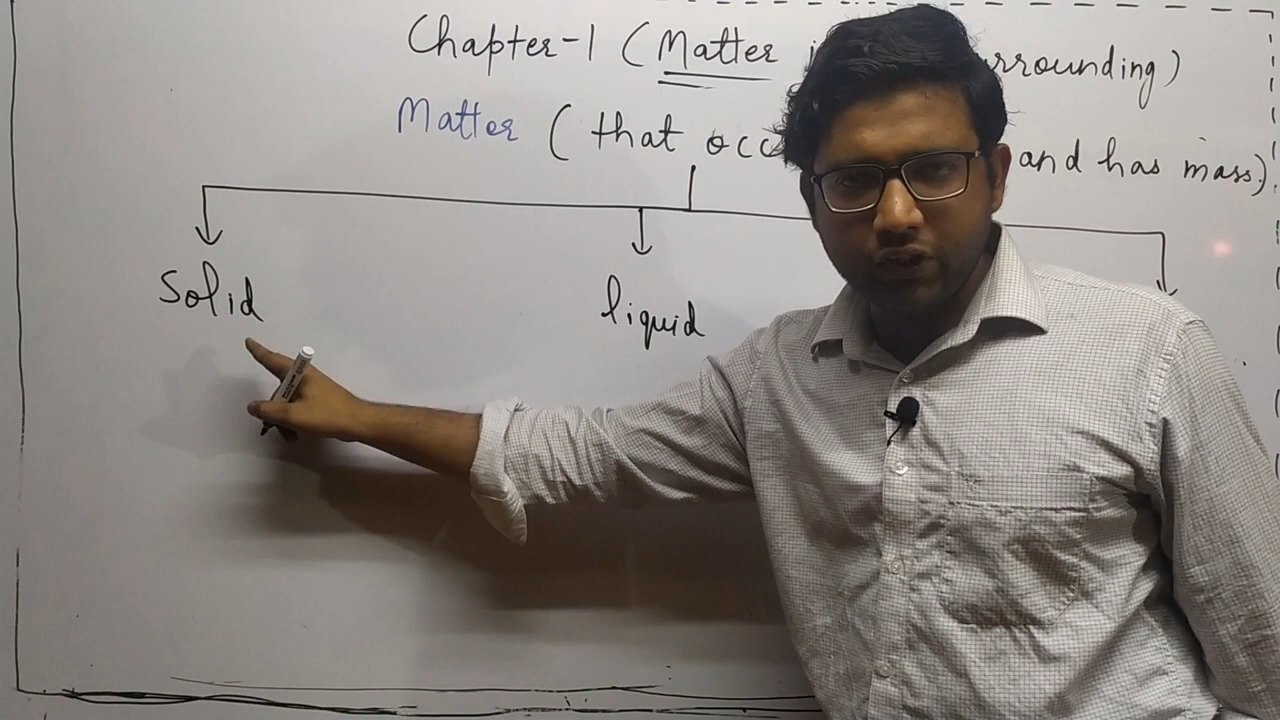 Chapter-1 (Matter i rrounding)
Matter ( that occ and has mass).
Solid liquid